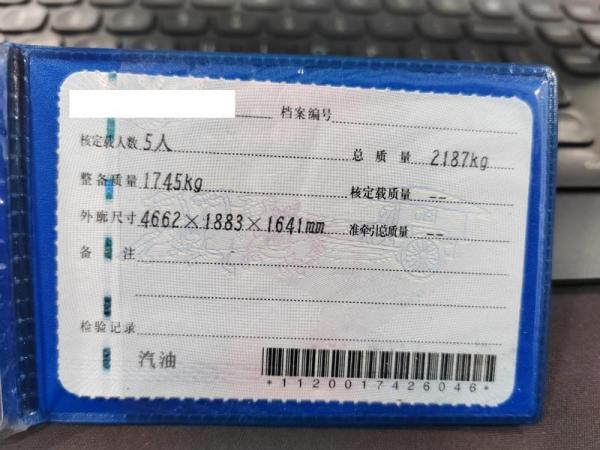 档案编号
核定载人数 5人 总质量 2187kg
整备质量 1745kg 核定载质量 --
外廓尺寸 4662×1883×1641mm 准牵引总质量 --
备注
检验记录
汽油
*1120017426046*